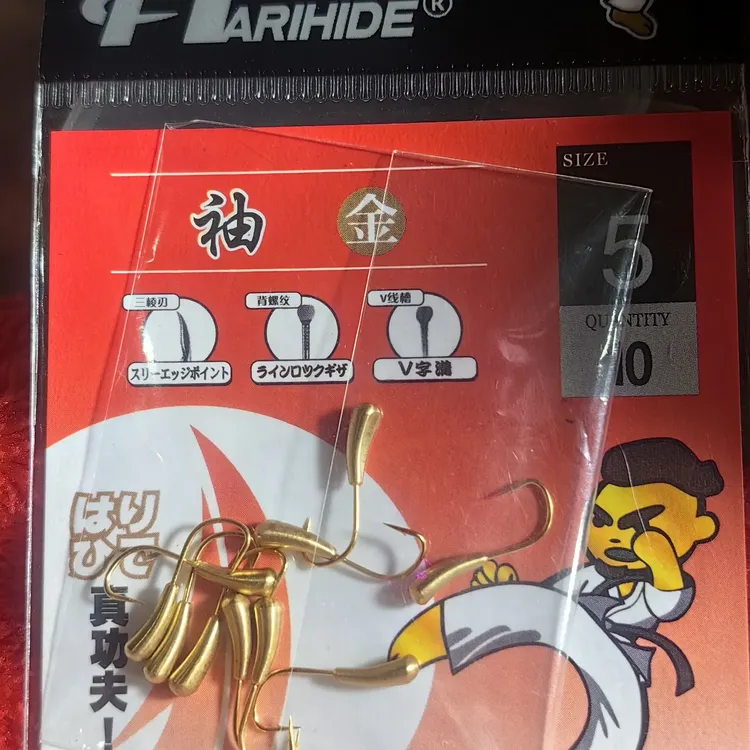 HARIHIDE®
SIZE
袖 金
5
三棱刃 背螺纹 V线槽
QUANTITY
10
スリーエッジポイント ラインロックギザ V字溝
はり
ひで
真功夫!